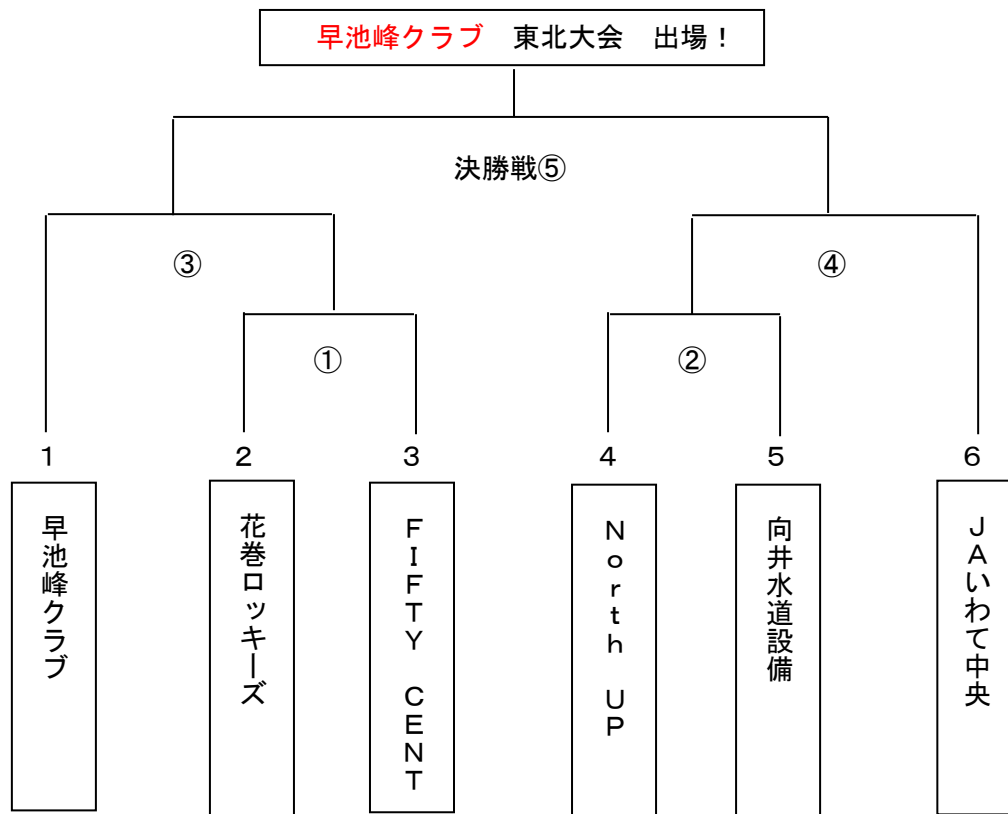 早池峰クラブ　東北大会　出場！
決勝戦⑤
③
④
①
②
1
2
3
4
5
6
早池峰クラブ
花巻ロッキーズ
ＦＩＦＴＹ　ＣＥＮＴ
Ｎｏｒｔｈ　ＵＰ
向井水道設備
ＪＡいわて中央